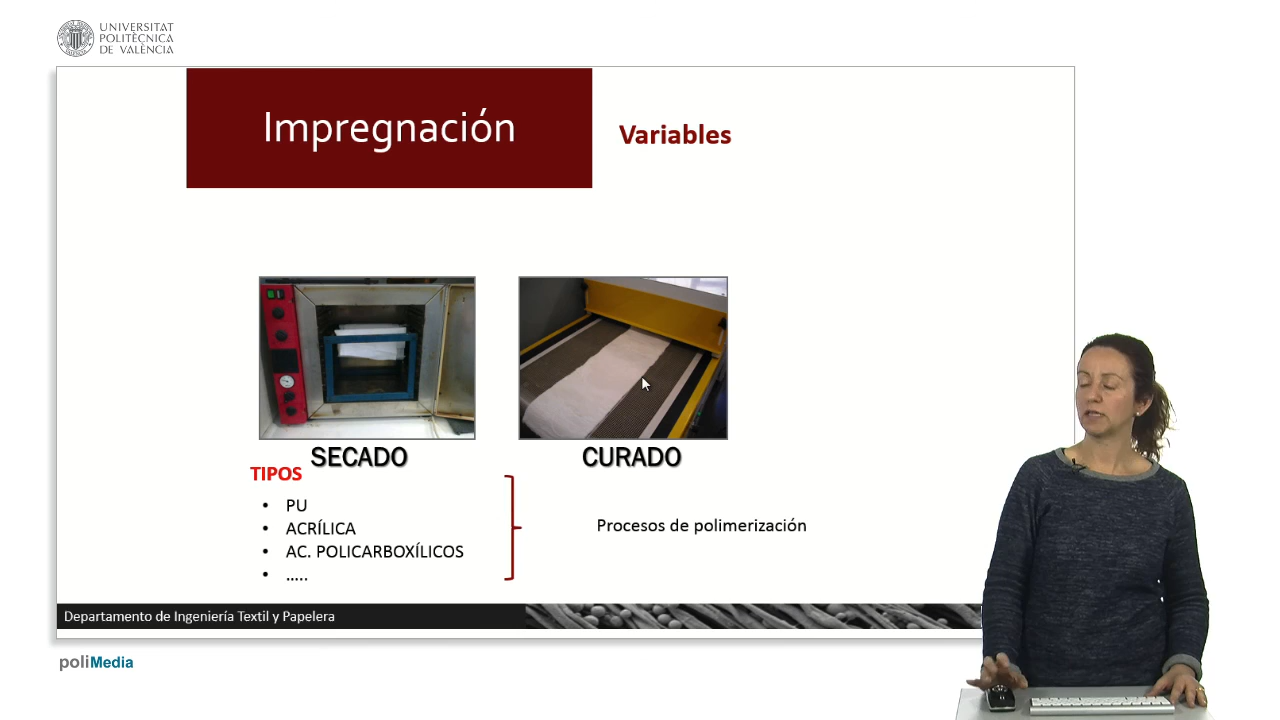 UNIVERSITAT
POLITÈCNICA
DE VALÈNCIA
Impregnación
Variables
SECADO
CURADO
TIPOS
• PU
• ACRÍLICA
• AC. POLICARBOXÍLICOS
• .....
Procesos de polimerización
Departamento de Ingeniería Textil y Papelera
poliMedia